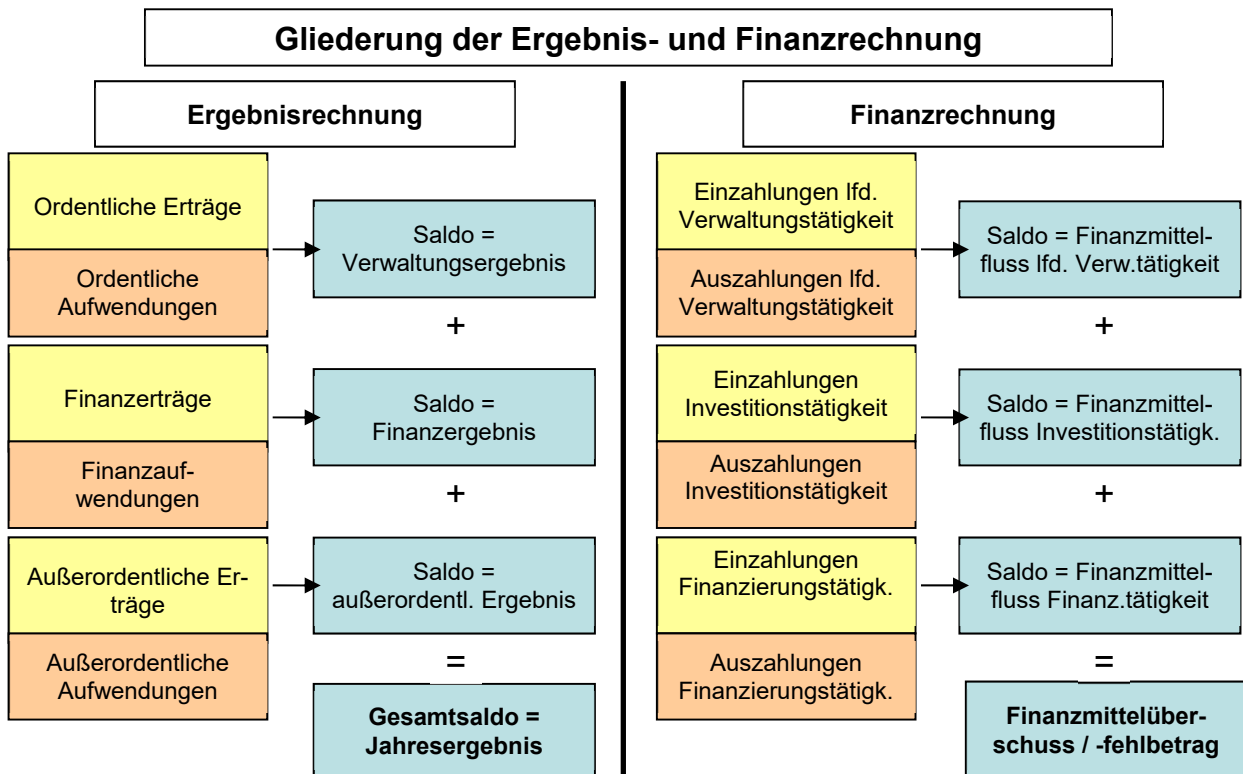 Gliederung der Ergebnis- und Finanzrechnung
Ergebnisrechnung
Ordentliche Erträge
Ordentliche
Aufwendungen
Saldo =
Verwaltungsergebnis
+
Finanzerträge
Finanzauf-
wendungen
Saldo =
Finanzergebnis
+
Außerordentliche Er-
träge
Außerordentliche
Aufwendungen
Saldo =
außerordentl. Ergebnis
=
Gesamtsaldo =
Jahresergebnis
Finanzrechnung
Einzahlungen lfd.
Verwaltungstätigkeit
Auszahlungen lfd.
Verwaltungstätigkeit
Saldo = Finanzmittel-
fluss lfd. Verw.tätigkeit
+
Einzahlungen
Investitionstätigkeit
Auszahlungen
Investitionstätigkeit
Saldo = Finanzmittel-
fluss Investitionstätigk.
+
Einzahlungen
Finanzierungstätigk.
Auszahlungen
Finanzierungstätigk.
Saldo = Finanzmittel-
fluss Finanz.tätigkeit
=
Finanzmittelüber-
schuss / -fehlbetrag